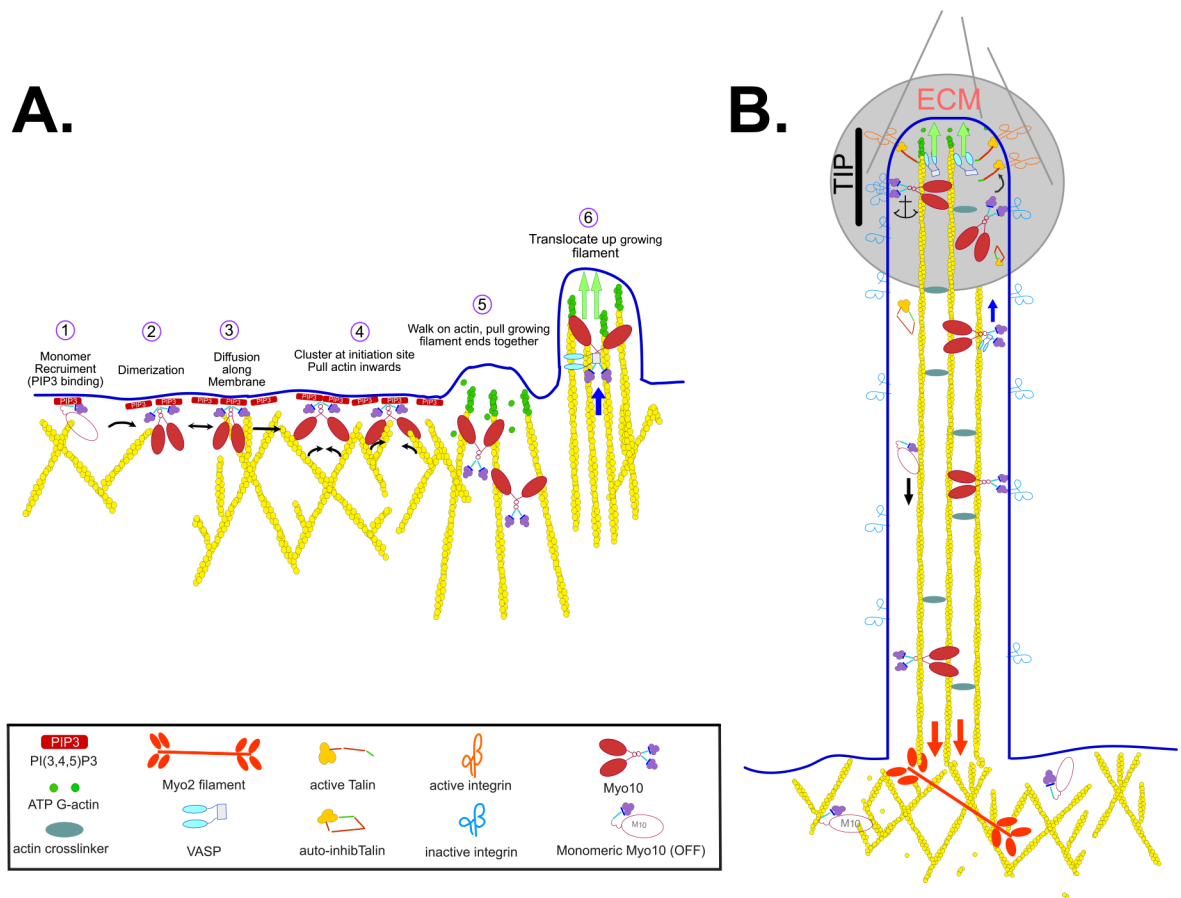 A.
B.
ECM
TIP
1
Monomer
Recruiment
(PIP3 binding)
2
Dimerization
3
Diffusion
along
Membrane
4
Cluster at initiation site
Pull actin inwards
5
Walk on actin, pull growing
filament ends together
6
Translocate up growing
filament
PIP3
PIP3
PIP3
PIP3
PIP3
PIP3
PIP3
PIP3
PIP3
PIP3
PIP3
M10
PIP3
PI(3,4,5)P3
ATP G-actin
actin crosslinker
Myo2 filament
VASP
active Talin
auto-inhibTalin
active integrin
inactive integrin
Myo10
M10
Monomeric Myo10 (OFF)